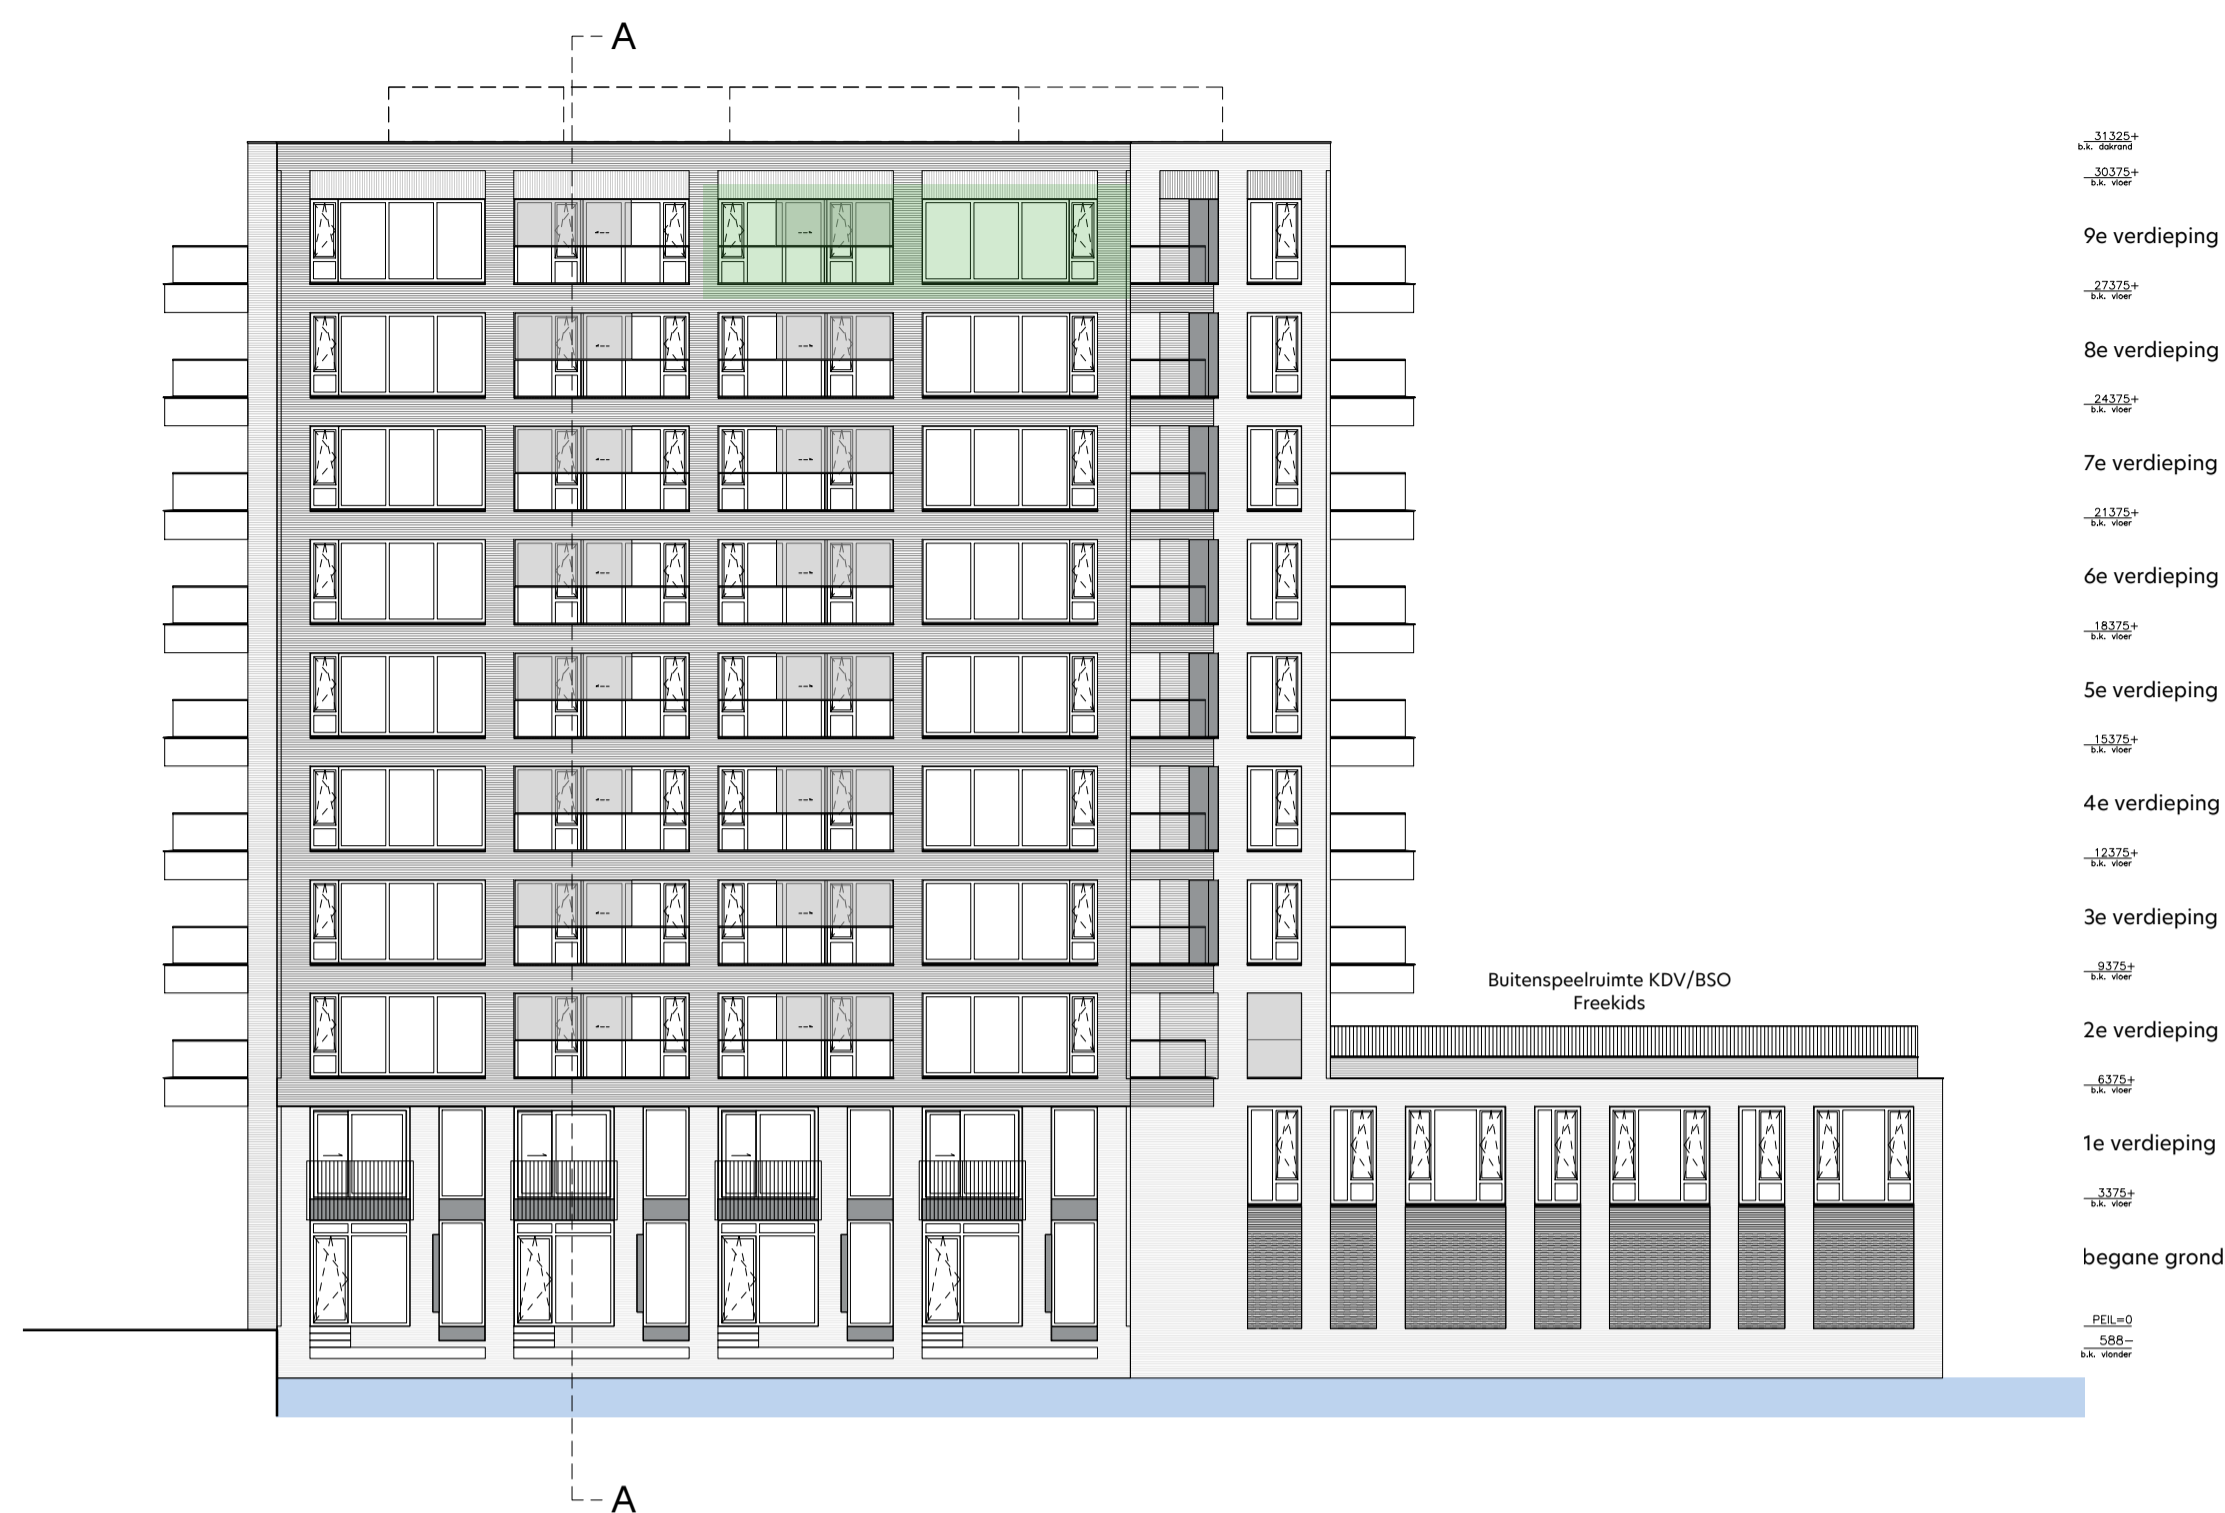 A
31325+
b.k. dakrand
30375+
b.k. vloer
9e verdieping
27375+
b.k. vloer
8e verdieping
24375+
b.k. vloer
7e verdieping
21375+
b.k. vloer
6e verdieping
18375+
b.k. vloer
5e verdieping
15375+
b.k. vloer
4e verdieping
12375+
b.k. vloer
3e verdieping
9375+
b.k. vloer
Buitenspeelruimte KDV/BSO
Freekids
2e verdieping
6375+
b.k. vloer
1e verdieping
3375+
b.k. vloer
begane grond
PEIL=0
588-
b.k. vlonder
A